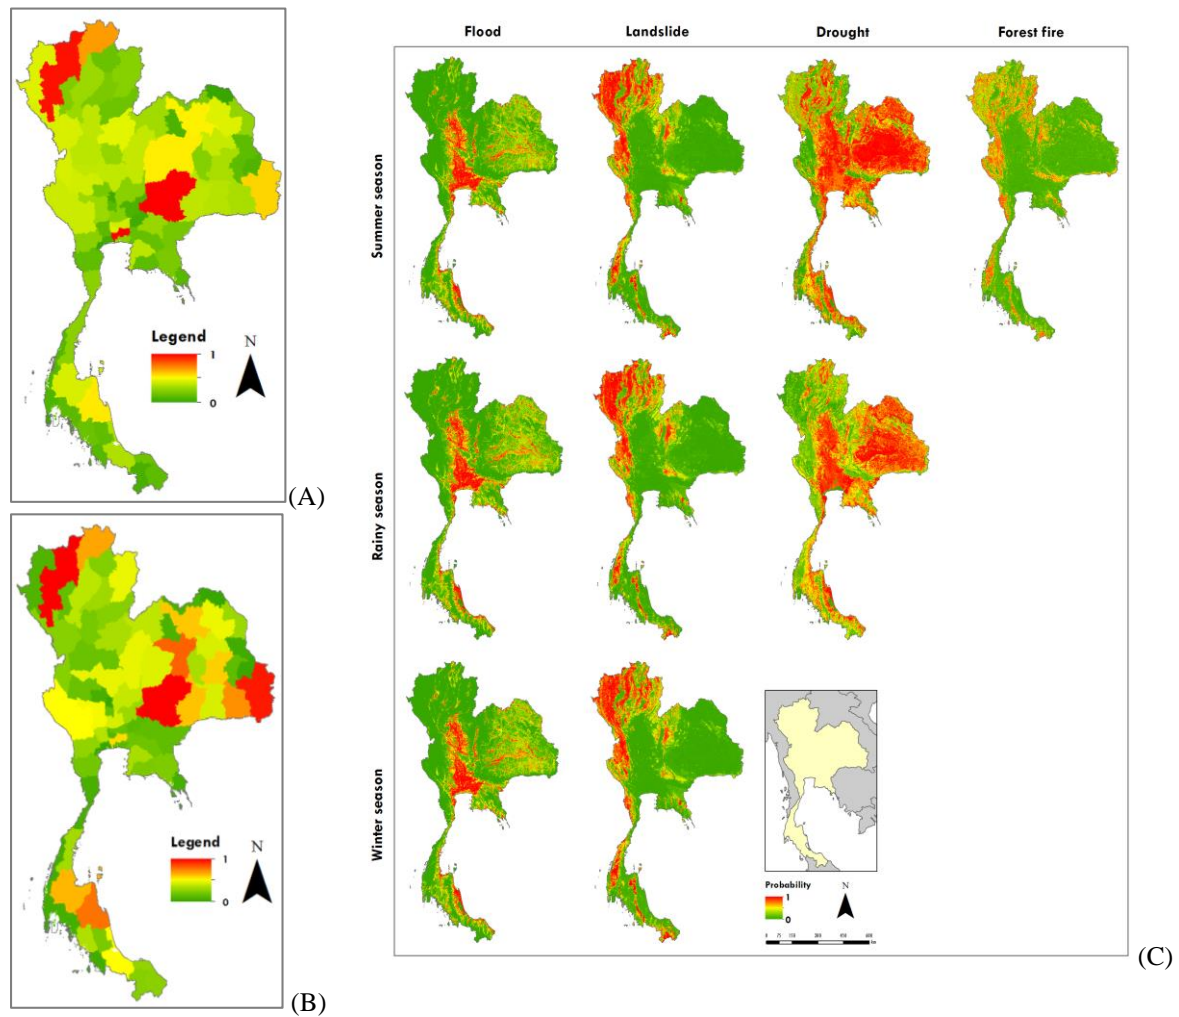 Legend
N
1
0
(A)
Legend
N
1
0
(B)
Flood Landslide Drought Forest fire
Summer season
Rainy season
Winter season
Probability
N
1
0
(C)